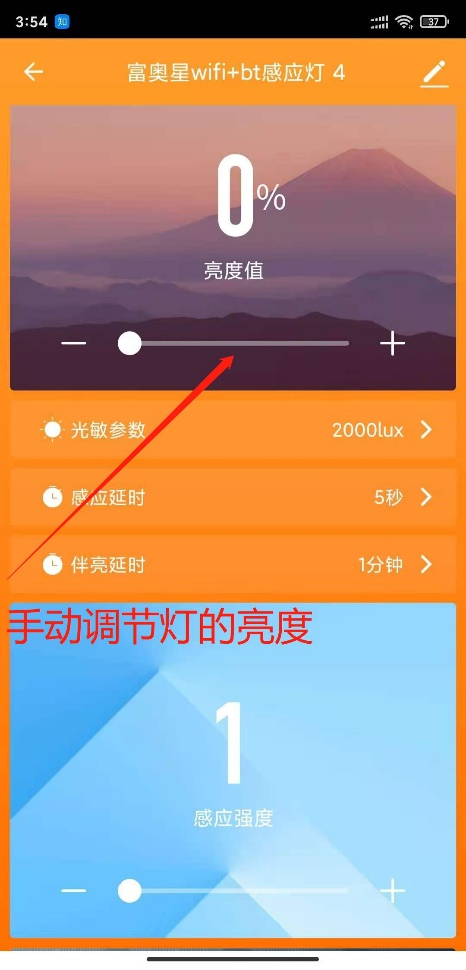 3:54 知 37
富奥星wifi+bt感应灯 4
0%
亮度值
光敏参数 2000lux
感应延时 5秒
伴亮延时 1分钟
手动调节灯的亮度
1
感应强度